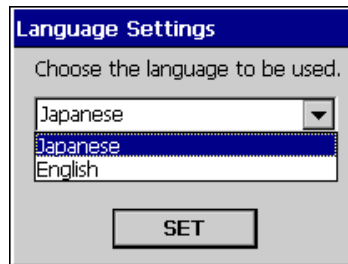 Language Settings
Choose the language to be used.
Japanese
Japanese
English
SET